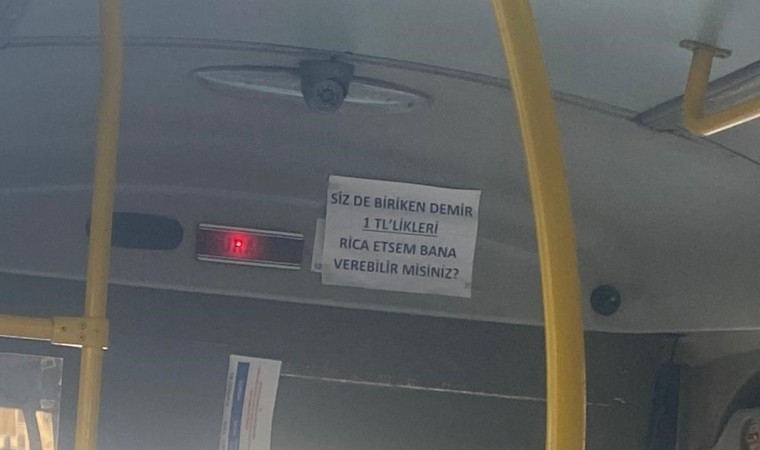 SİZ DE BİRİKEN DEMİR
1 TL'LİKLERİ
RİCA ETSEM BANA
VEREBİLİR MİSİNİZ?